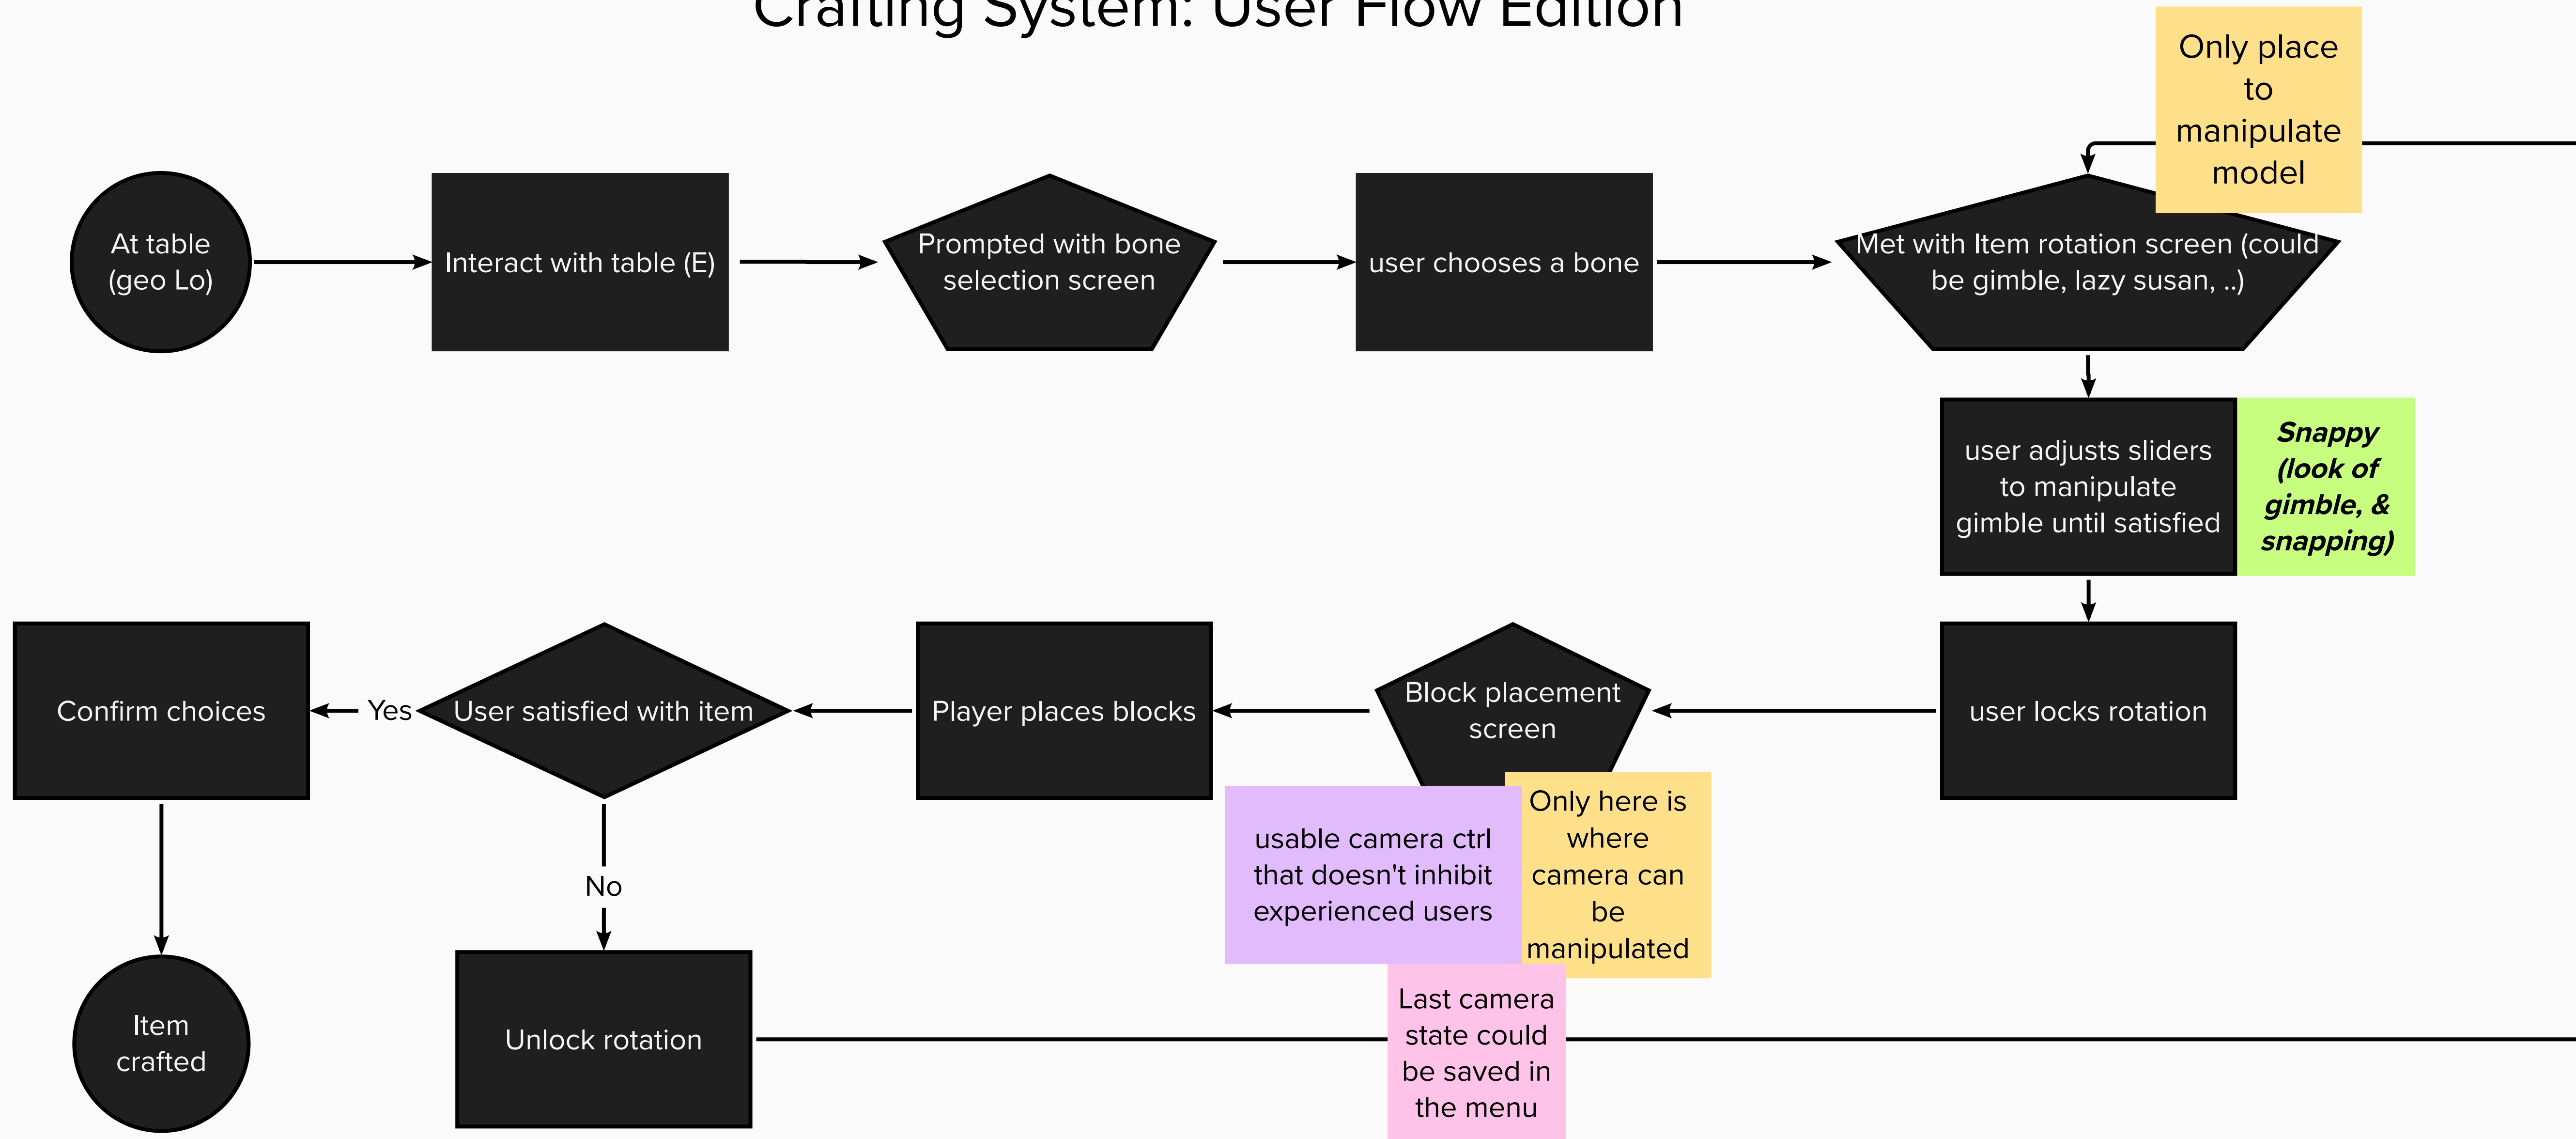 Crafting System: User Flow Edition
Only place
to
manipulate
model
At table
(geo Lo)
Interact with table (E)
Prompted with bone
selection screen
user chooses a bone
Met with Item rotation screen (could
be gimble, lazy susan, ..)
user adjusts sliders
to manipulate
gimble until satisfied
Snappy
(look of
gimble, &
snapping)
Confirm choices
Yes
User satisfied with item
Player places blocks
Block placement
screen
user locks rotation
usable camera ctrl
that doesn't inhibit
experienced users
Only here is
where
camera can
be
manipulated
No
Item
crafted
Unlock rotation
Last camera
state could
be saved in
the menu